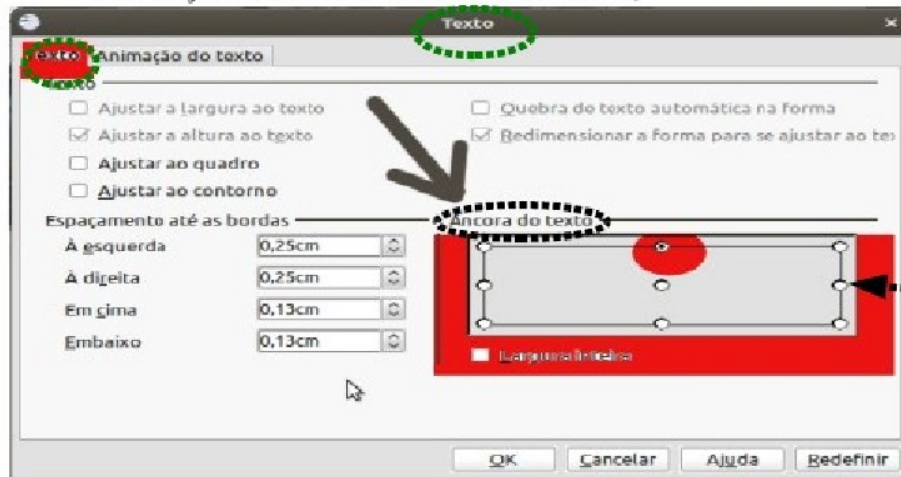 Texto
Texto Animação do texto
Texto
Ajustar a largura ao texto
Ajustar a altura ao texto
Ajustar ao quadro
Ajustar ao contorno
Quebra de texto automática na forma
Redimensionar a forma para se ajustar ao tex
Espaçamento até as bordas
À esquerda 0,25cm
À direita 0,25cm
Em cima 0,13cm
Embaixo 0,13cm
Âncora do texto
Largura inteira
OK Cancelar Ajuda Redefinir